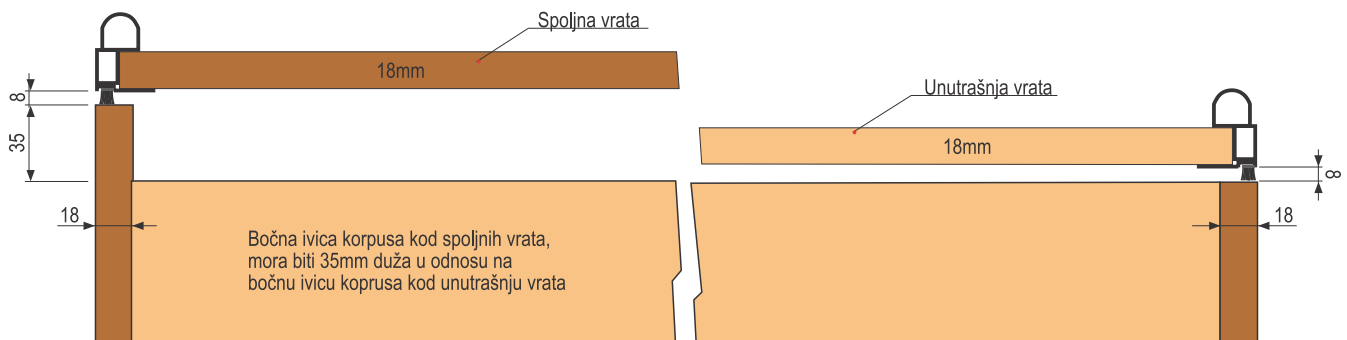 Spoljna vrata
18mm
8
35
18
Bočna ivica korpusa kod spoljnih vrata,
mora biti 35mm duža u odnosu na
bočnu ivicu koprusa kod unutrašnju vrata
Unutrašnja vrata
18mm
8
18